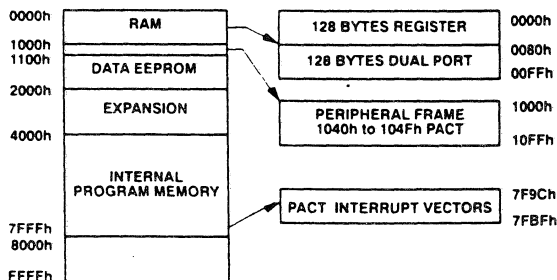 0000h
RAM
1000h
1100h
DATA EEPROM
2000h
EXPANSION
4000h
INTERNAL
PROGRAM MEMORY
7FFFh
8000h
FFFFh
128 BYTES REGISTER
0000h
0080h
128 BYTES DUAL PORT
00FFh
PERIPHERAL FRAME
1040h to 104Fh PACT
1000h
10FFh
PACT INTERRUPT VECTORS
7F9Ch
7FBFh